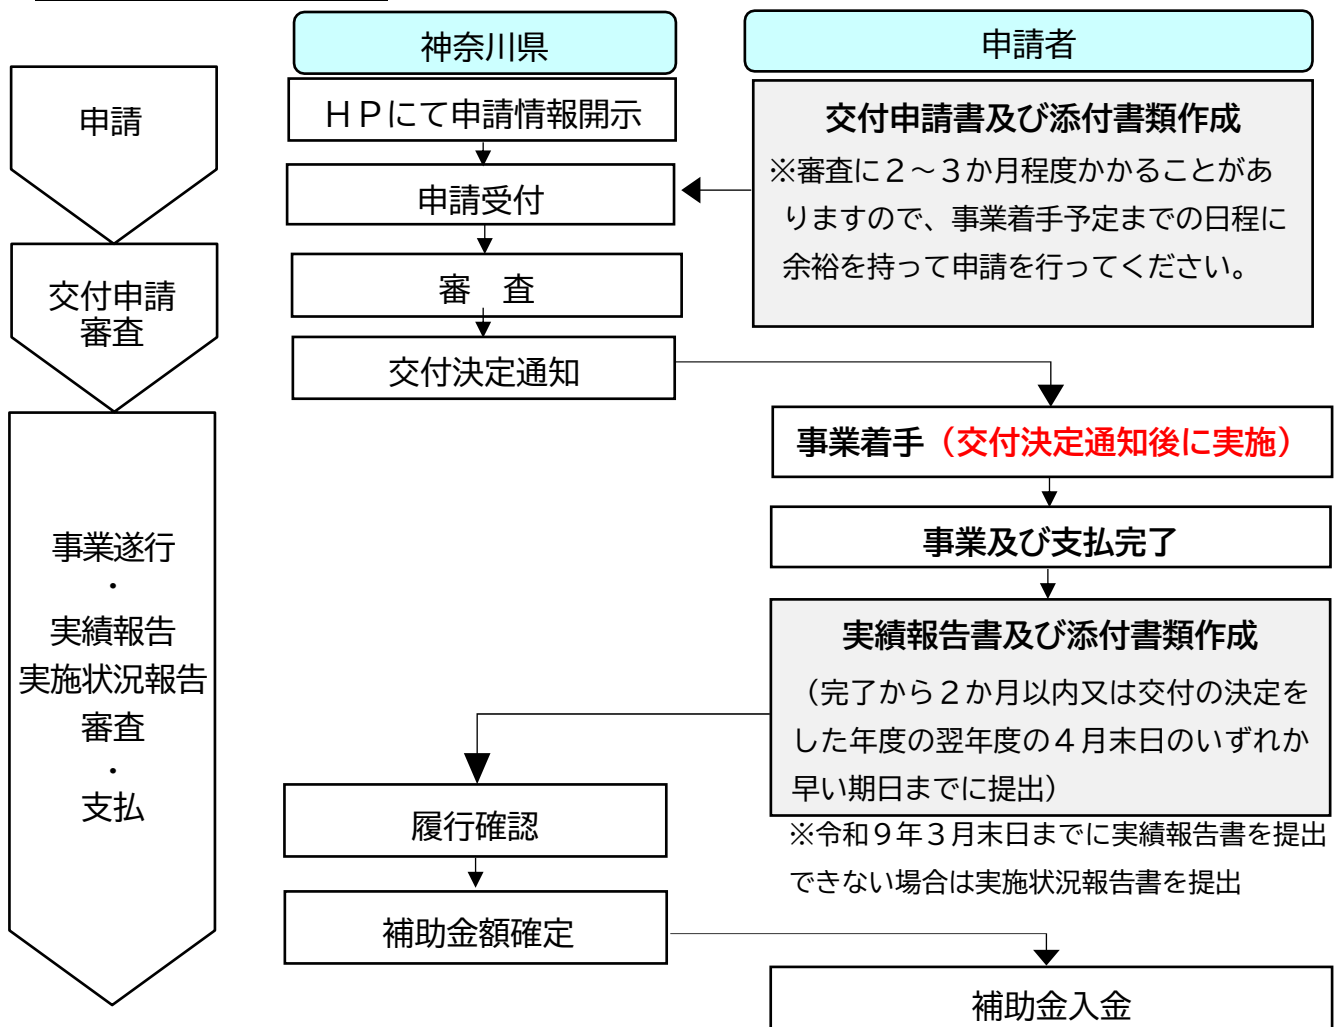 神奈川県
申請者
申請
ＨＰにて申請情報開示
申請受付
交付申請書及び添付書類作成
※審査に２～３か月程度かかることがあ
りますので、事業着手予定までの日程に
余裕を持って申請を行ってください。
交付申請
審査
審　査
交付決定通知
事業着手（交付決定通知後に実施）
事業及び支払完了
事業遂行
・
実績報告
実施状況報告
審査
・
支払
実績報告書及び添付書類作成
（完了から２か月以内又は交付の決定を
した年度の翌年度の４月末日のいずれか
早い期日までに提出）
※令和９年３月末日までに実績報告書を提出
できない場合は実施状況報告書を提出
履行確認
補助金額確定
補助金入金